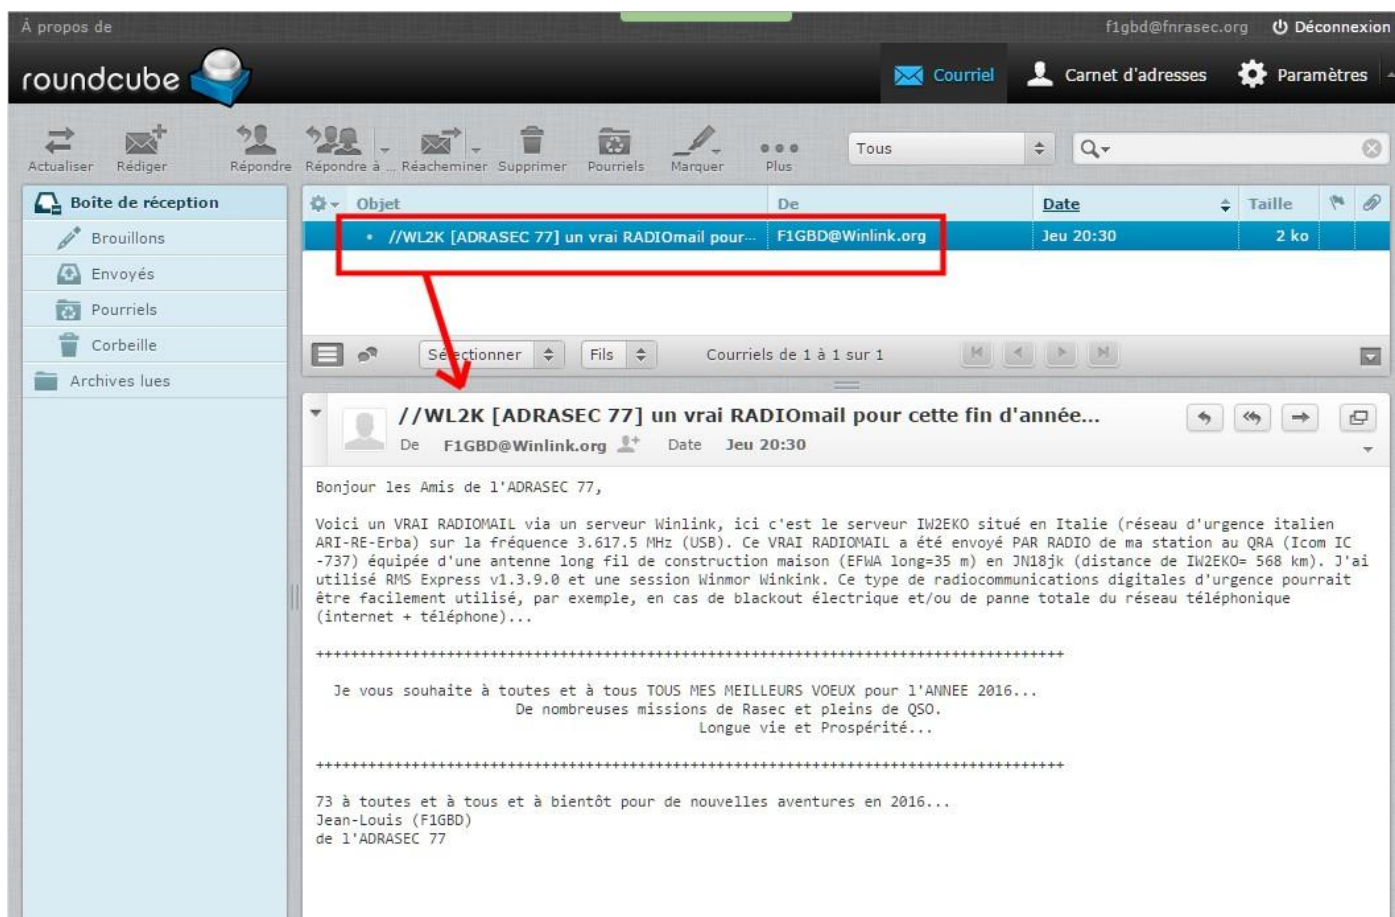 À propos de
f1gbd@fnrasec.org Déconnexion
roundcube
Courriel Carnet d'adresses Paramètres
Actualiser Rédiger Répondre Répondre à ... Réacheminer Supprimer Pourriels Marquer Plus
Tous
Boîte de réception
Brouillons
Envoyés
Pourriels
Corbeille
Archives lues
Objet De Date Taille
• //WL2K [ADRASEC 77] un vrai RADIOmail pour... F1GBD@Winlink.org Jeu 20:30 2 ko
Sélectionner Fils Courriels de 1 à 1 sur 1
//WL2K [ADRASEC 77] un vrai RADIOmail pour cette fin d'année...
De F1GBD@Winlink.org Date Jeu 20:30
Bonjour les Amis de l'ADRASEC 77,
Voici un VRAI RADIOMAIL via un serveur Winlink, ici c'est le serveur IW2EKO situé en Italie (réseau d'urgence italien
ARI-RE-Erba) sur la fréquence 3.617.5 MHz (USB). Ce VRAI RADIOMAIL a été envoyé PAR RADIO de ma station au QRA (Icom IC
-737) équipée d'une antenne long fil de construction maison (EFWA long=35 m) en JN18jk (distance de IW2EKO= 568 km). J'ai
utilisé RMS Express v1.3.9.0 et une session Winmor Winkink. Ce type de radiocommunications digitales d'urgence pourrait
être facilement utilisé, par exemple, en cas de blackout électrique et/ou de panne totale du réseau téléphonique
(internet + téléphone)...
++++++++++++++++++++++++++++++++++++++++++++++++++++++++++++++++++++++++++++++++++++++
Je vous souhaite à toutes et à tous TOUS MES MEILLEURS VOEUX pour l'ANNEE 2016...
De nombreuses missions de Rasec et pleins de QSO.
Longue vie et Prospérité...
++++++++++++++++++++++++++++++++++++++++++++++++++++++++++++++++++++++++++++++++++++++
73 à toutes et à tous et à bientôt pour de nouvelles aventures en 2016...
Jean-Louis (F1GBD)
de l'ADRASEC 77